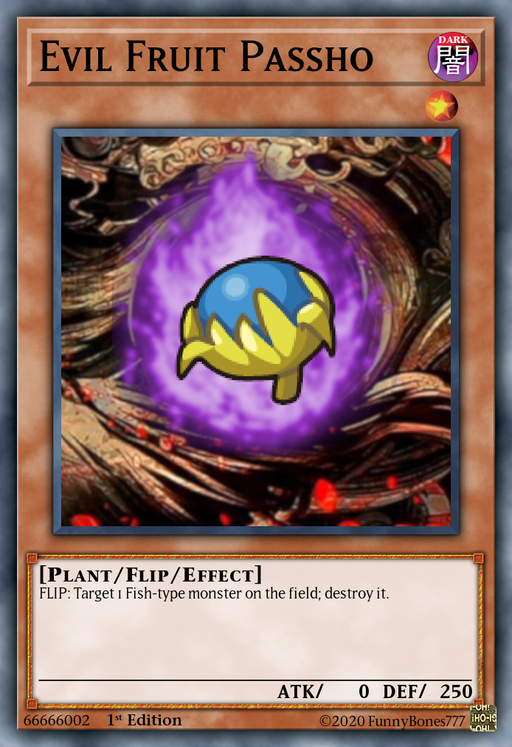 Evil Fruit Passho
DARK
闇
[Plant/Flip/Effect]
FLIP: Target 1 Fish-type monster on the field; destroy it.
ATK/ 0 DEF/ 250
66666002 1st Edition ©2020 FunnyBones777